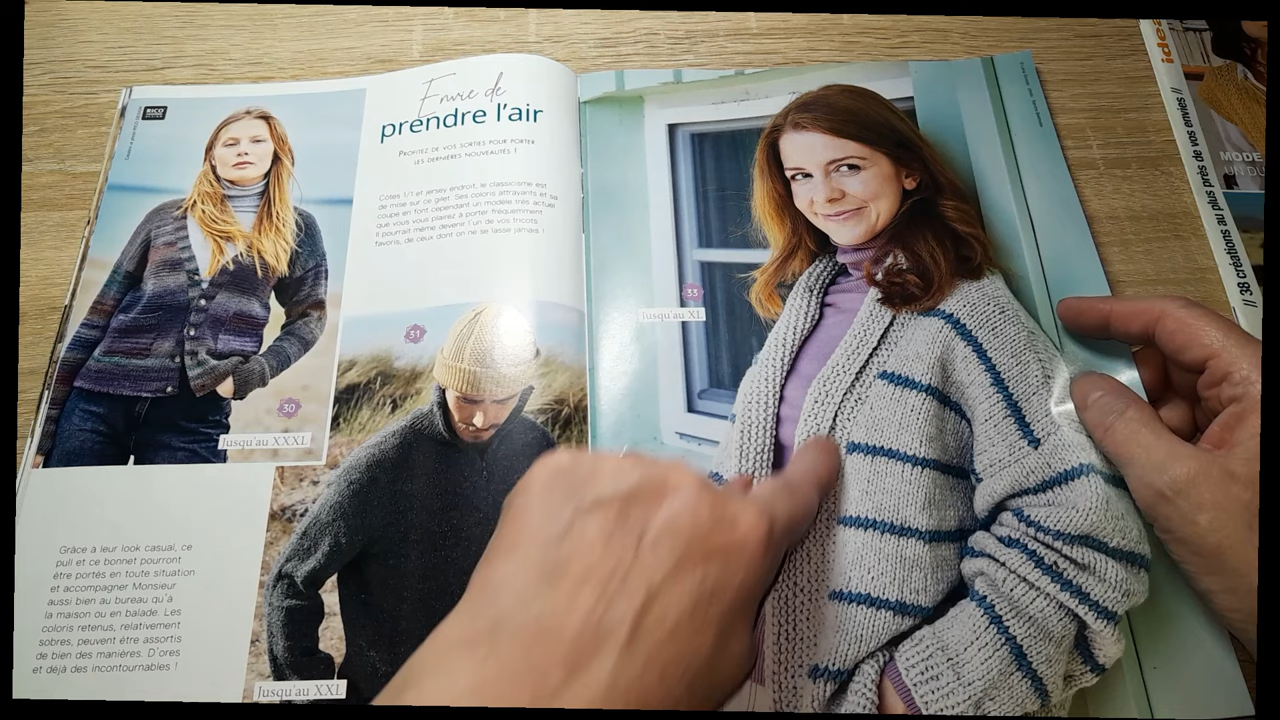 RICO
DESIGN
Envie de
prendre l'air
PROFITEZ DE VOS SORTIES POUR PORTER
LES DERNIÈRES NOUVEAUTÉS !
Côtes 1/1 et jersey endroit, le classicisme est
de mise sur ce gilet. Ses coloris attrayants et sa
coupe en font cependant un modèle très actuel
que vous vous plairez à porter fréquemment.
Il pourrait même devenir l'un de vos tricots
favoris, de ceux dont on ne se lasse jamais !
30
Jusqu'au XXXL
31
Jusqu'au XXL
Grâce à leur look casual, ce
pull et ce bonnet pourront
être portés en toute situation
et accompagner Monsieur
aussi bien au bureau qu'à
la maison ou en balade. Les
coloris retenus, relativement
sobres, peuvent être assortis
de bien des manières. D'ores
et déjà des incontournables !
33
Jusqu'au XL
idea
MODE
UN DU
// 38 créations au plus près de vos envies //